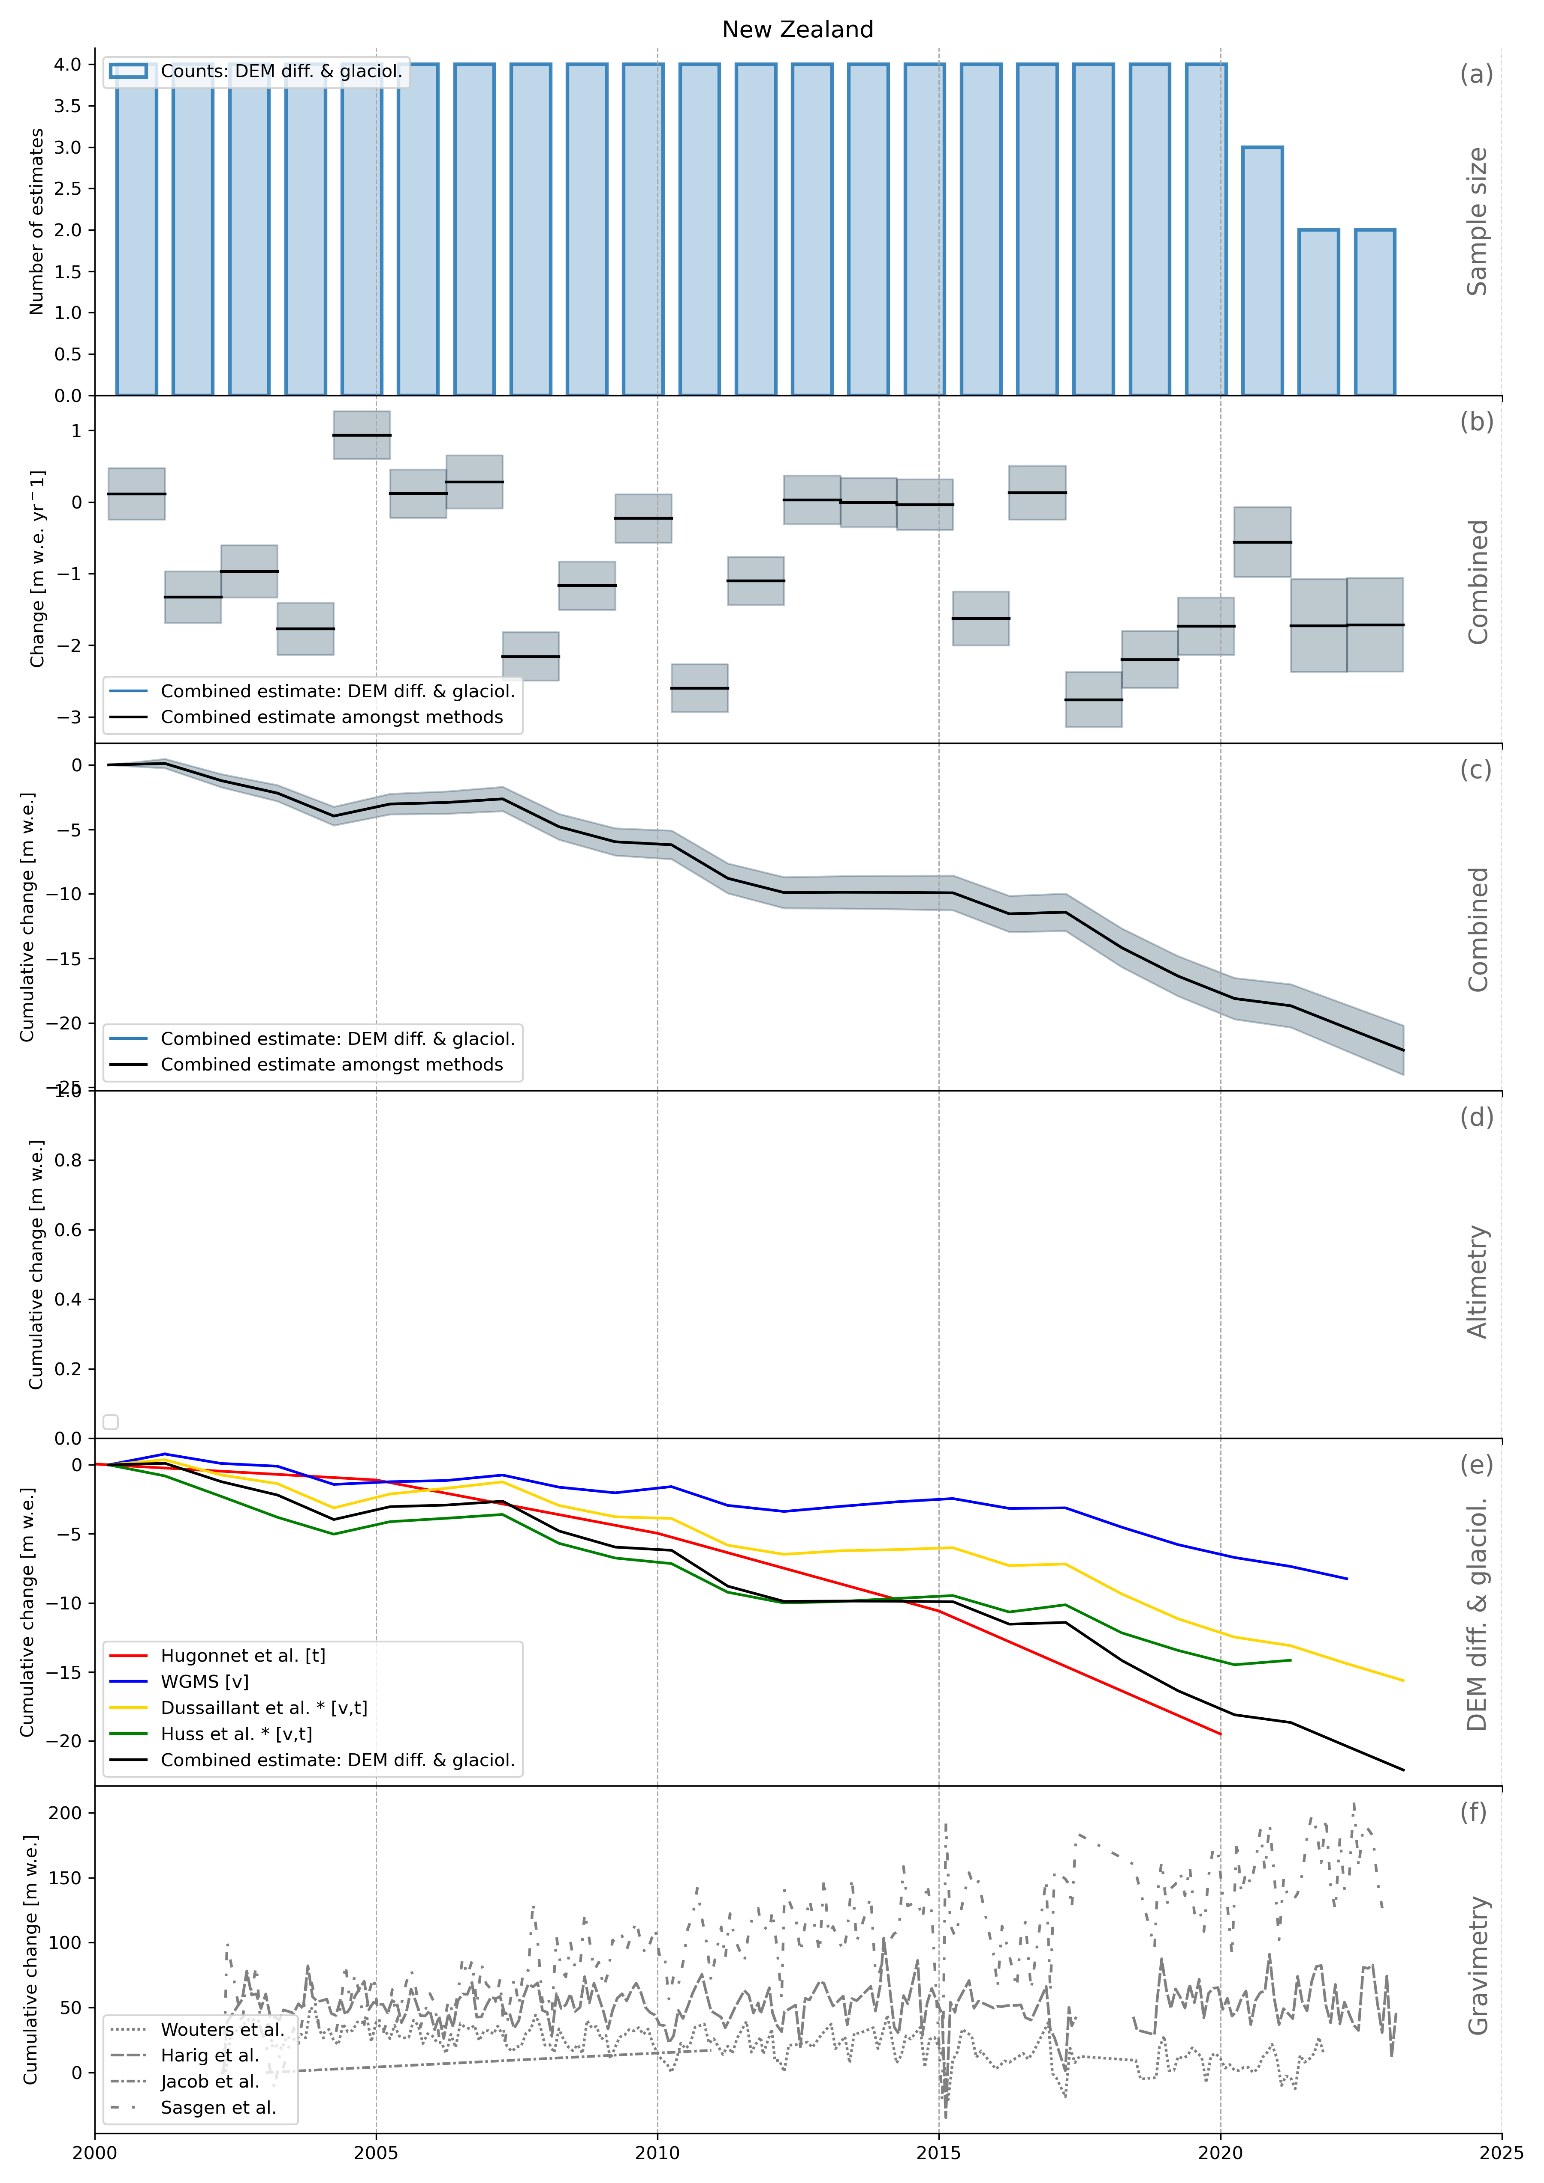 New Zealand
Counts: DEM diff. & glaciol.
(a)
Sample size
Number of estimates
4.0
3.5
3.0
2.5
2.0
1.5
1.0
0.5
0.0
(b)
Combined
Change [m w.e. yr⁻1]
1
0
−1
−2
−3
Combined estimate: DEM diff. & glaciol.
Combined estimate amongst methods
(c)
Combined
Cumulative change [m w.e.]
0
−5
−10
−15
−20
−25
Combined estimate: DEM diff. & glaciol.
Combined estimate amongst methods
(d)
Altimetry
Cumulative change [m w.e.]
1.0
0.8
0.6
0.4
0.2
0.0
(e)
DEM diff. & glaciol.
Cumulative change [m w.e.]
0
−5
−10
−15
−20
Hugonnet et al. [t]
WGMS [v]
Dussaillant et al. * [v,t]
Huss et al. * [v,t]
Combined estimate: DEM diff. & glaciol.
(f)
Gravimetry
Cumulative change [m w.e.]
200
150
100
50
0
Wouters et al.
Harig et al.
Jacob et al.
Sasgen et al.
2000
2005
2010
2015
2020
2025